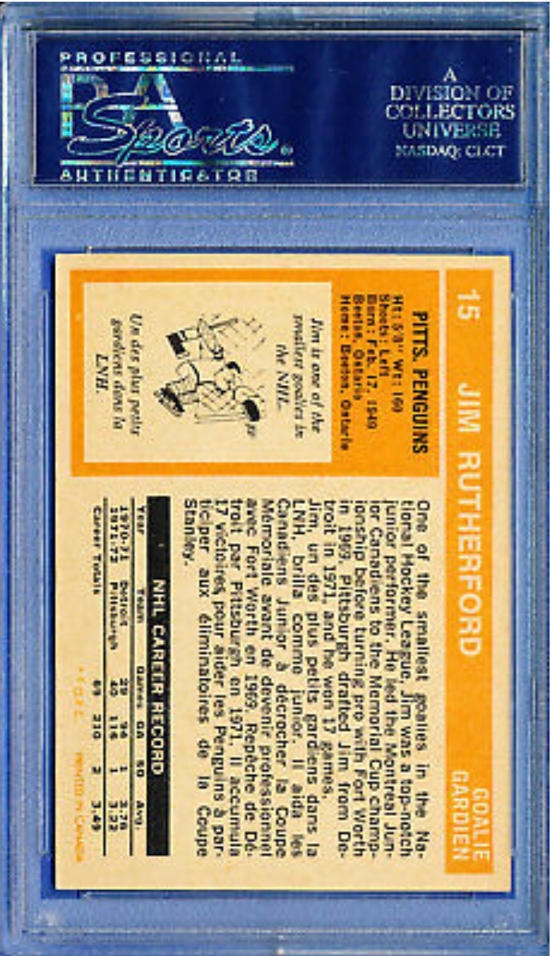 PROFESSIONAL
PSA
Sports
AUTHENTICATOR
A
DIVISION OF
COLLECTORS
UNIVERSE
NASDAQ: CLCT
15 JIM RUTHERFORD GOALIE
GARDIEN
PITTS. PENGUINS
Ht: 5'8" Wt: 160
Shoots: Left
Born: Feb. 17, 1949
Beeton, Ontario
Home: Beeton, Ontario
Jim is one of the
smallest goalies in
the NHL.
Un des plus petits
gardiens dans la
LNH.
One of the smallest goalies in the Na-
tional Hockey League, Jim was a top-notch
junior performer. He led the Montreal Jun-
ior Canadiens to the Memorial Cup champ-
ionship before turning pro with Fort Worth
in 1969. Pittsburgh drafted Jim from De-
troit in 1971, and he won 17 games.
Jim, un des plus petits gardiens dans la
LNH, brilla comme junior. Il aida les
Canadiens Junior à décrocher la Coupe
Mémoriale avant de devenir professionnel
avec Fort Worth en 1969. Repêché de Dé-
troit par Pittsburgh en 1971, il accumula
17 victoires pour aider les Penguins à par-
ticiper aux éliminatoires de la Coupe
Stanley.
NHL CAREER RECORD
Year Team Games GA SO Avg.
1970-71 Detroit 29 94 1 3.76
1971-72 Pittsburgh 40 116 1 3.22
Career Totals 69 210 2 3.49
PRINTED IN CANADA